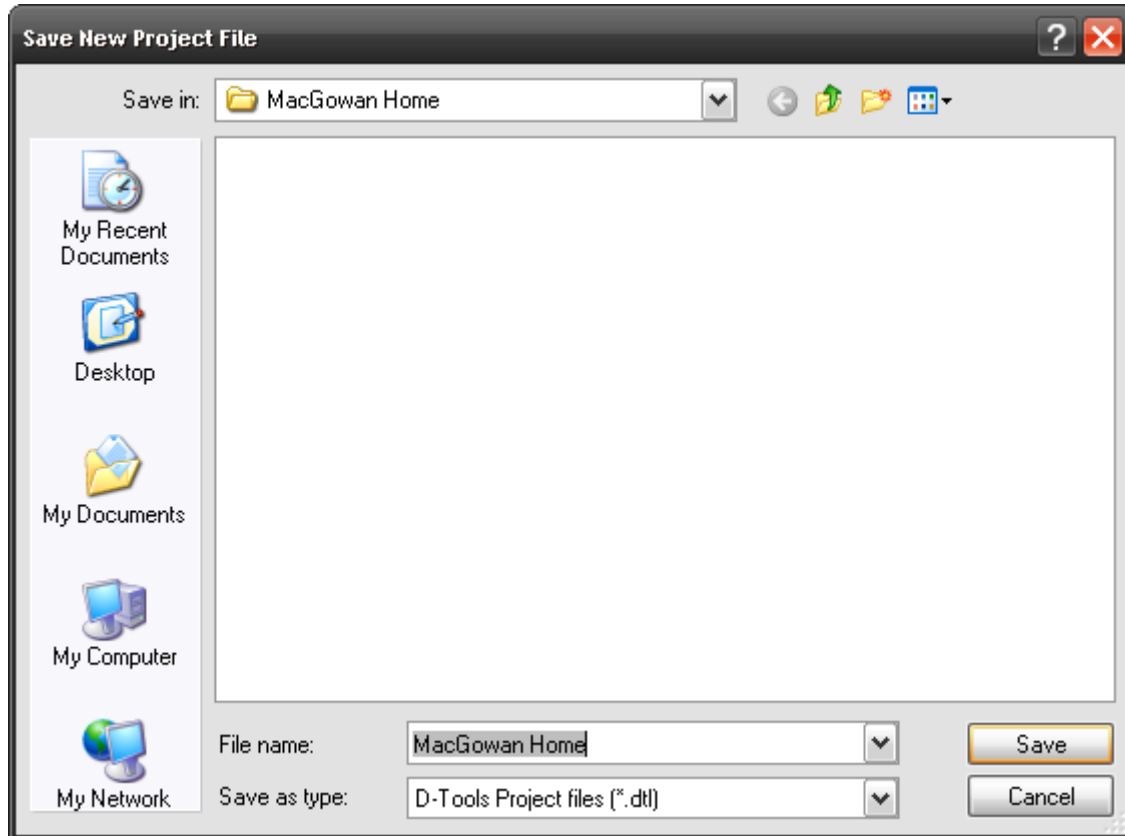 Save New Project File
Save in: MacGowan Home
My Recent
Documents
Desktop
My Documents
My Computer
My Network
File name: MacGowan Home Save
Save as type: D-Tools Project files (*.dtl) Cancel